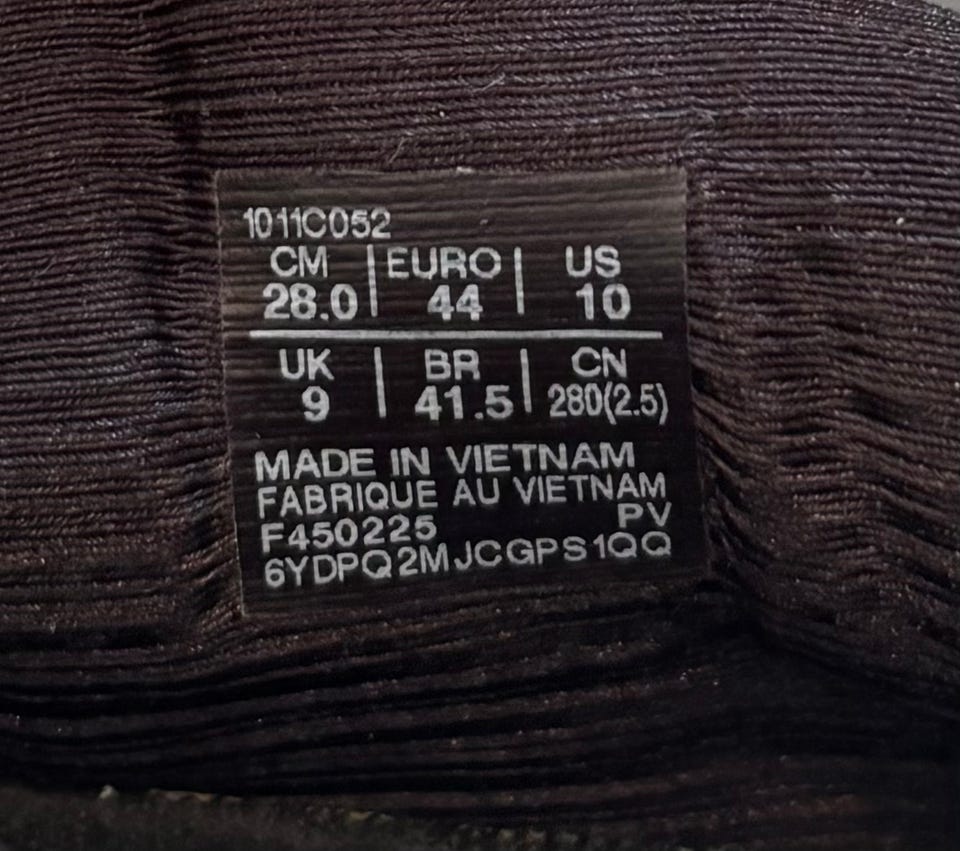 1011C052
CM | EURO | US
28.0 | 44 | 10
UK | BR | CN
9 | 41.5 | 280(2.5)
MADE IN VIETNAM
FABRIQUE AU VIETNAM
F450225 PV
6YDPQ2MJCGPS1QQ